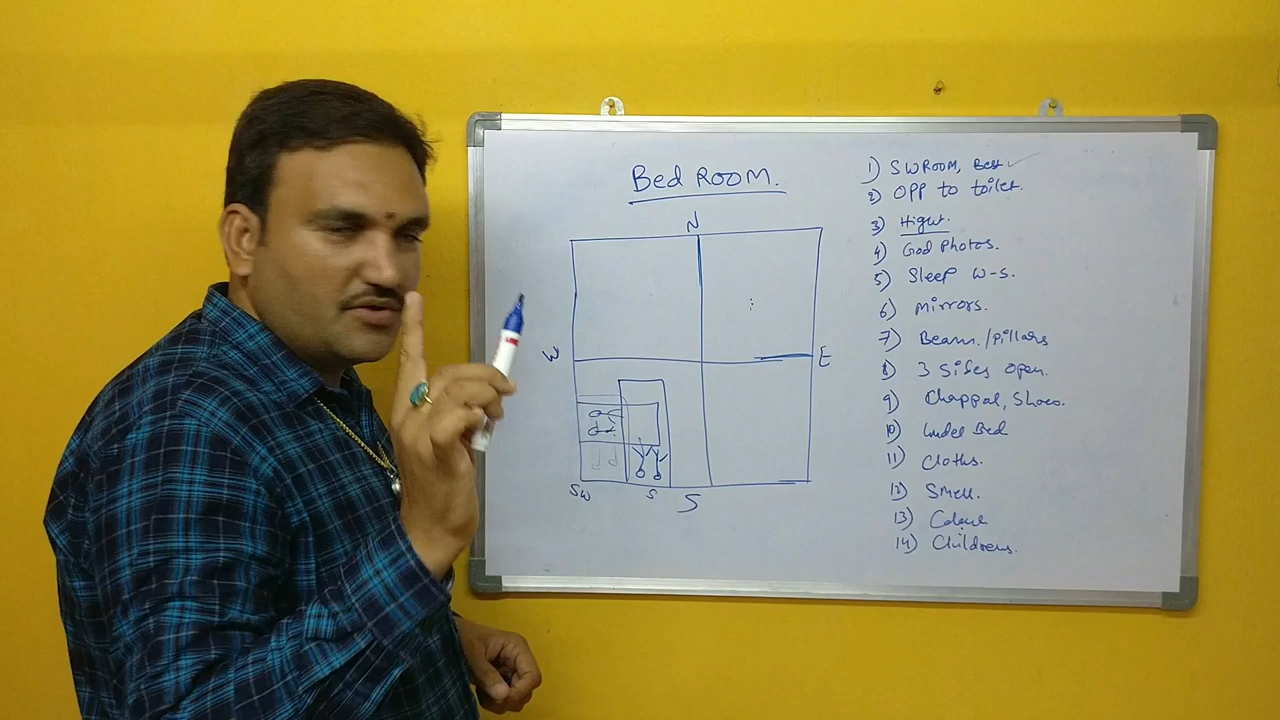 Bed ROOM.
N
W
E
SW
S
S
1) SW ROOM, Best ✓
2) OPP to toilet.
3) Hight.
4) God Photos.
5) Sleep W-S.
6) Mirrors.
7) Beam/Pillars
8) 3 Sides Open.
9) Chappal, Shoes.
10) Under Bed
11) Cloths.
12) Smell.
13) Colour
14) Childrens.